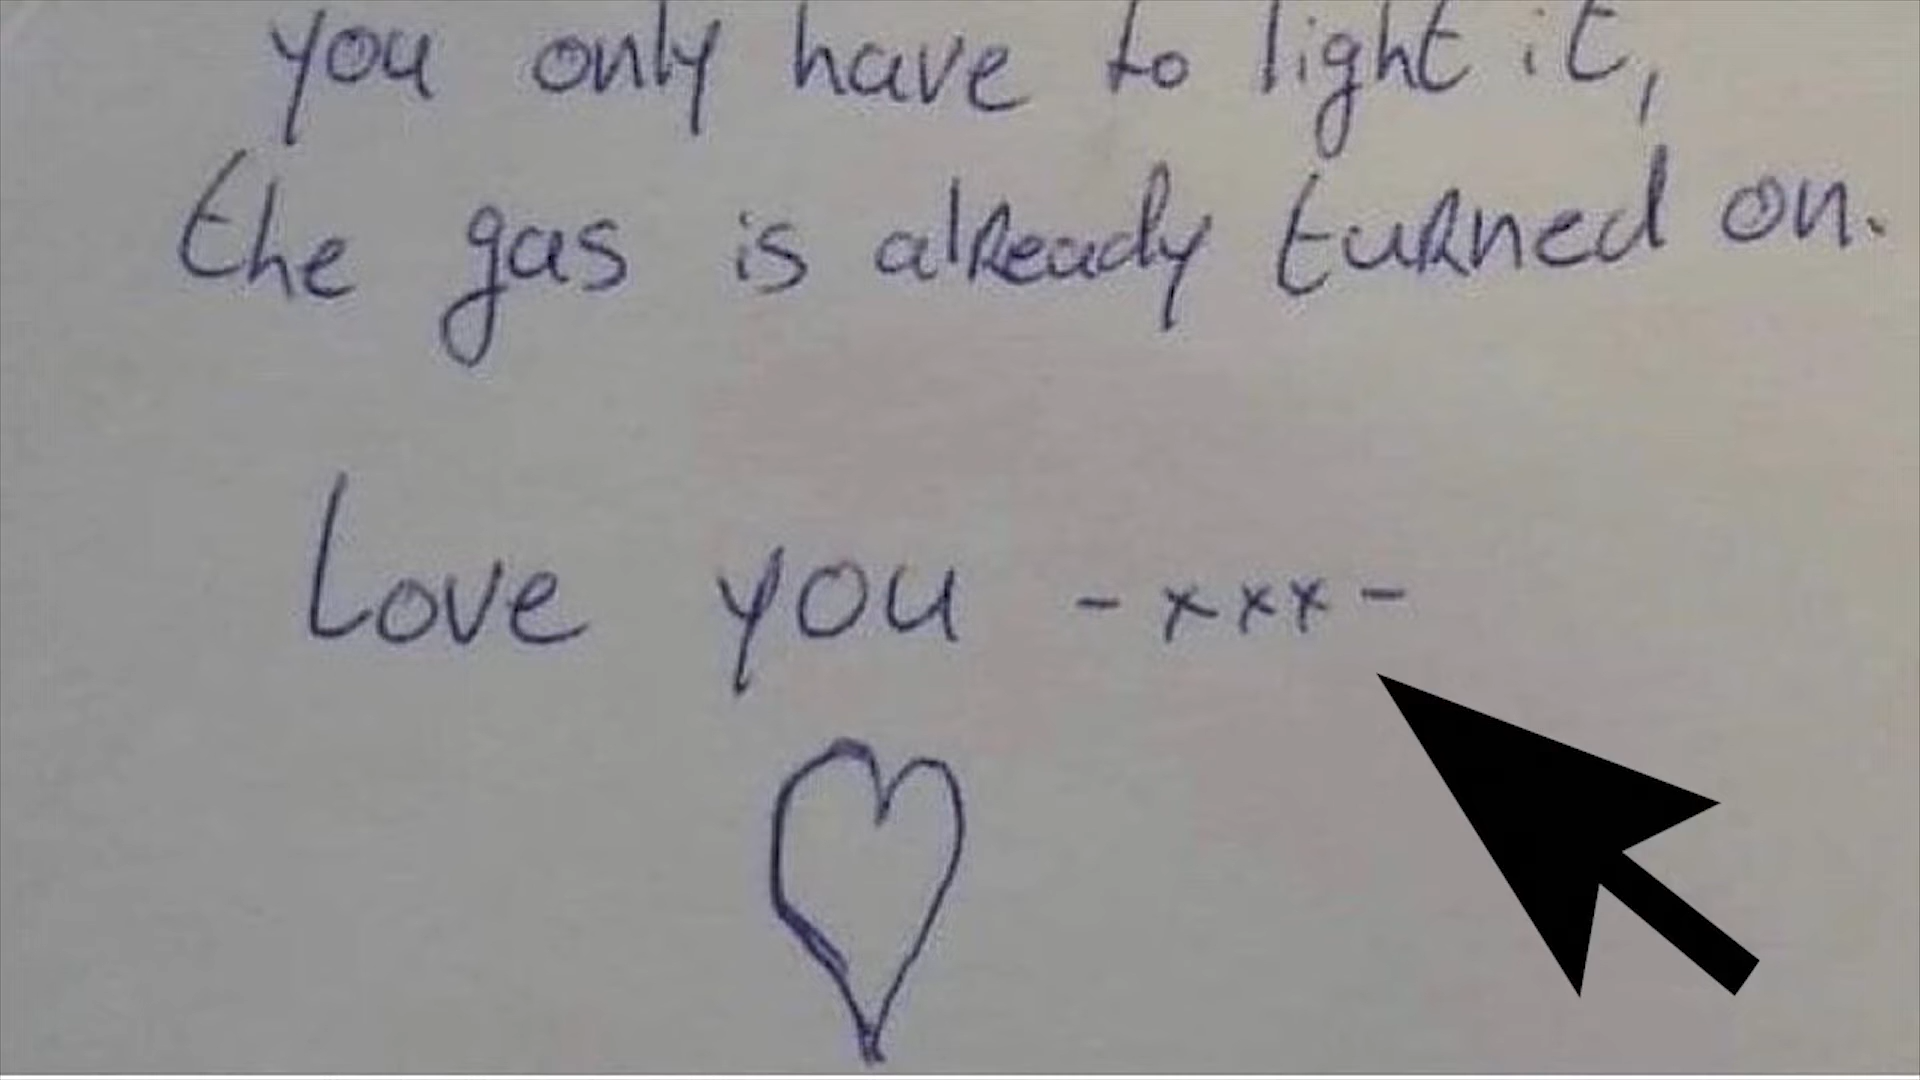 you only have to light it,
the gas is already turned on.
Love you - xxx -